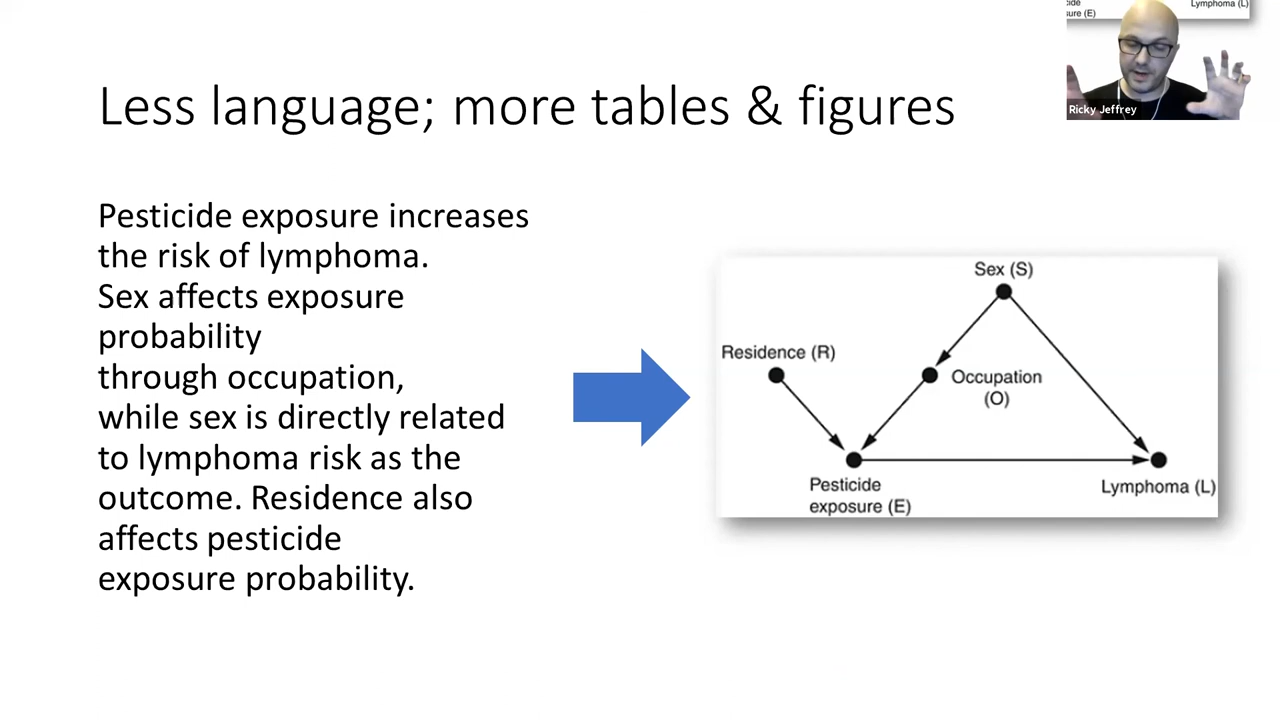 cide
sure (E)
Lymphoma (L)
Ricky Jeffrey
Less language; more tables & figures
Pesticide exposure increases
the risk of lymphoma.
Sex affects exposure
probability
through occupation,
while sex is directly related
to lymphoma risk as the
outcome. Residence also
affects pesticide
exposure probability.
Sex (S)
Residence (R)
Occupation
(O)
Pesticide
exposure (E)
Lymphoma (L)